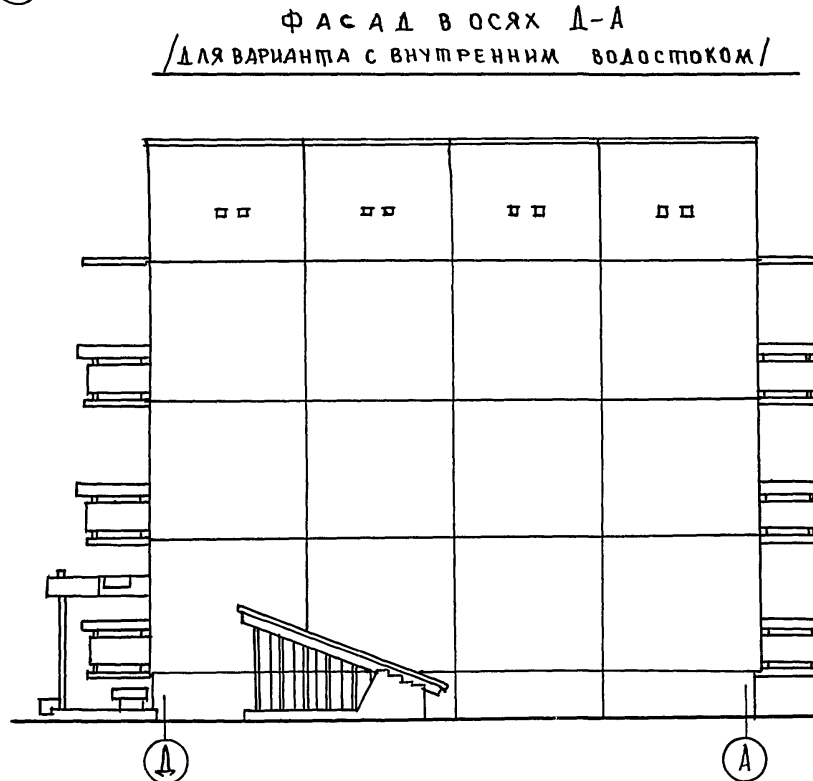 ФАСАД В ОСЯХ Д-А
/ДЛЯ ВАРИАНТА С ВНУТРЕННИМ ВОДОСТОКОМ/
Д
А